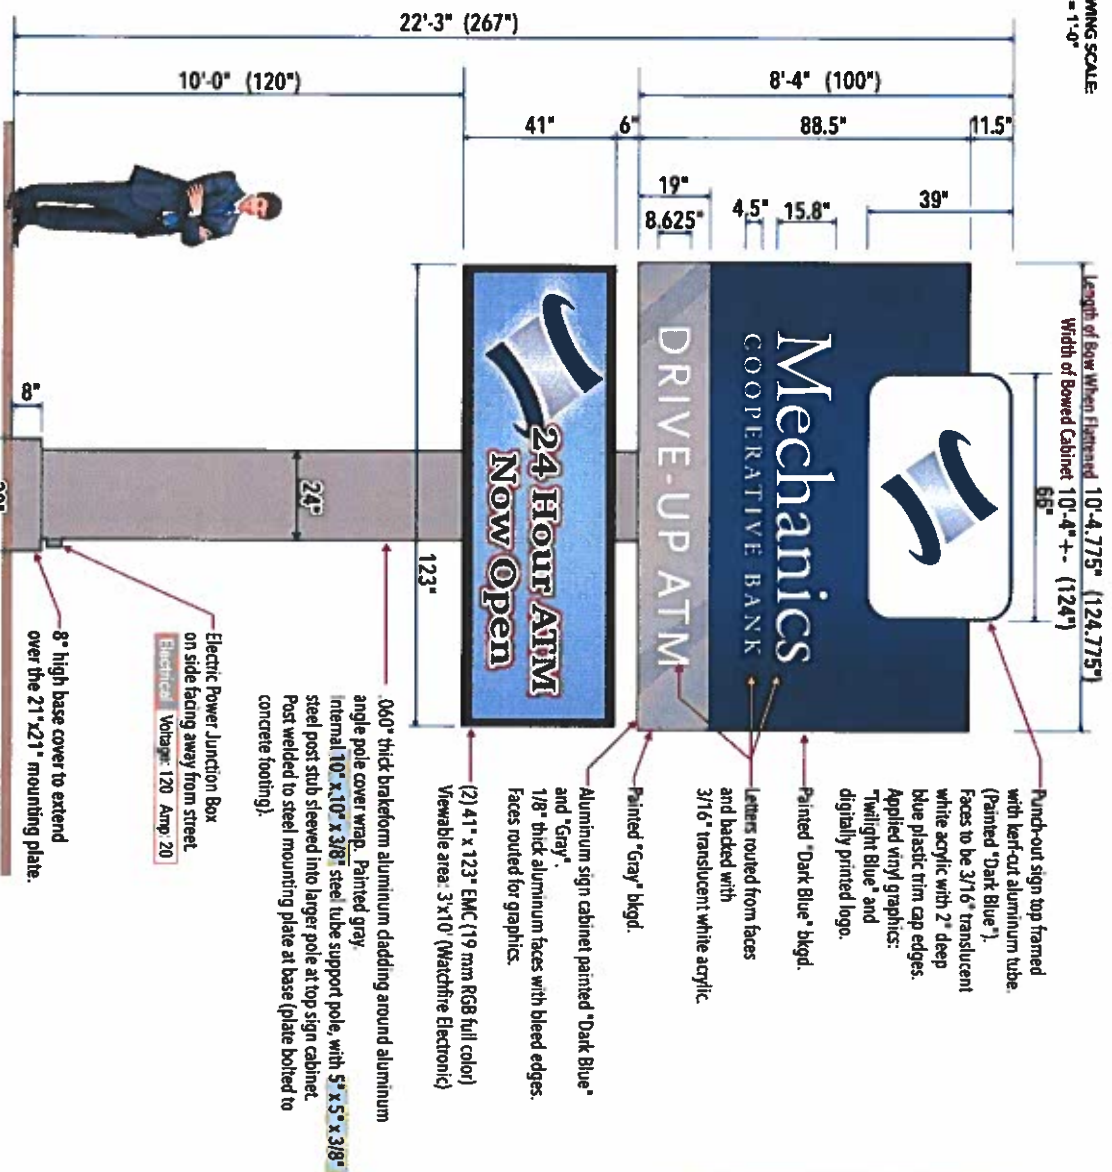 WING SCALE:
= 1'-0"
22'-3" (267")
10'-0" (120")
8'-4" (100")
41"
6"
88.5"
11.5"
19"
8.625"
4.5"
15.8"
39"
Length of Bow When Flattened 10'-4.775" (124.775")
Width of Bowed Cabinet 10'-4" +- (124")
66"
Mechanics
COOPERATIVE BANK
DRIVE-UP ATM
24 Hour ATM
Now Open
123"
24"
8"
Punch-out sign top framed
with kerf-cut aluminum tube.
(Painted "Dark Blue").
Faces to be 3/16" translucent
white acrylic with 2" deep
blue plastic trim cap edges.
Applied vinyl graphics:
"Twilight Blue" and
digitally printed logo.
Painted "Dark Blue" bkgd.
Letters routed from faces
and backed with
3/16" translucent white acrylic.
Painted "Gray" bkgd.
Aluminum sign cabinet painted "Dark Blue"
and "Gray".
1/8" thick aluminum faces with bleed edges.
Faces routed for graphics.
(2) 41" x 123" EMC (19 mm RGB full color)
Viewable area: 3'x10' (Watchfire Electronic)
.060" thick brakeform aluminum cladding around aluminum
angle pole cover wrap. Painted gray.
Internal 10" x 10" x 3/8" steel tube support pole, with 5" x 5" x 3/8"
steel post stub sleeved into larger pole at top sign cabinet.
Post welded to steel mounting plate at base (plate bolted to
concrete footing).
Electric Power Junction Box
on side facing away from street.
Electrical Voltage: 120 Amp: 20
8" high base cover to extend
over the 21"x21" mounting plate.